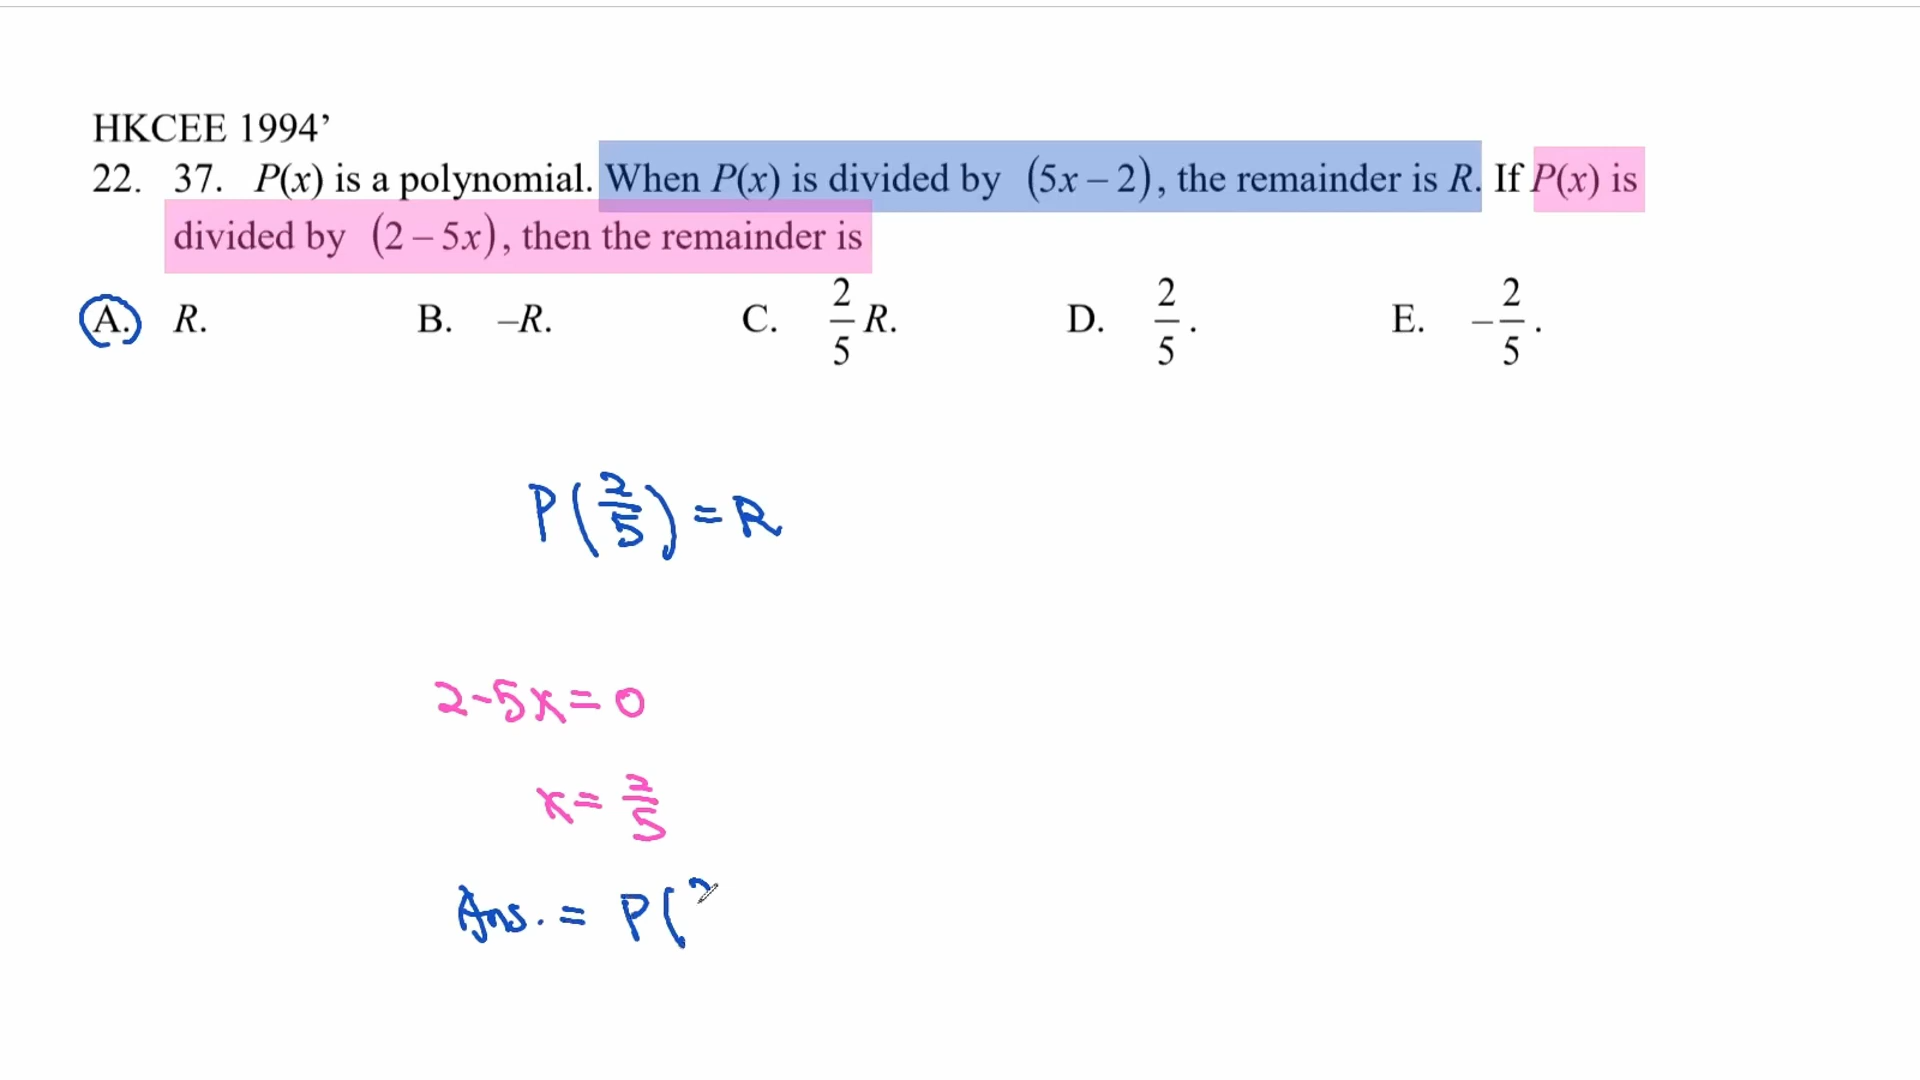 HKCEE 1994’
22. 37. P(x) is a polynomial. When P(x) is divided by (5x – 2), the remainder is R. If P(x) is
divided by (2 – 5x), then the remainder is
A. R. B. –R. C. 2/5 R. D. 2/5. E. –2/5.
P(2/5) = R
2-5x=0
x= 2/5
Ans. = P(2